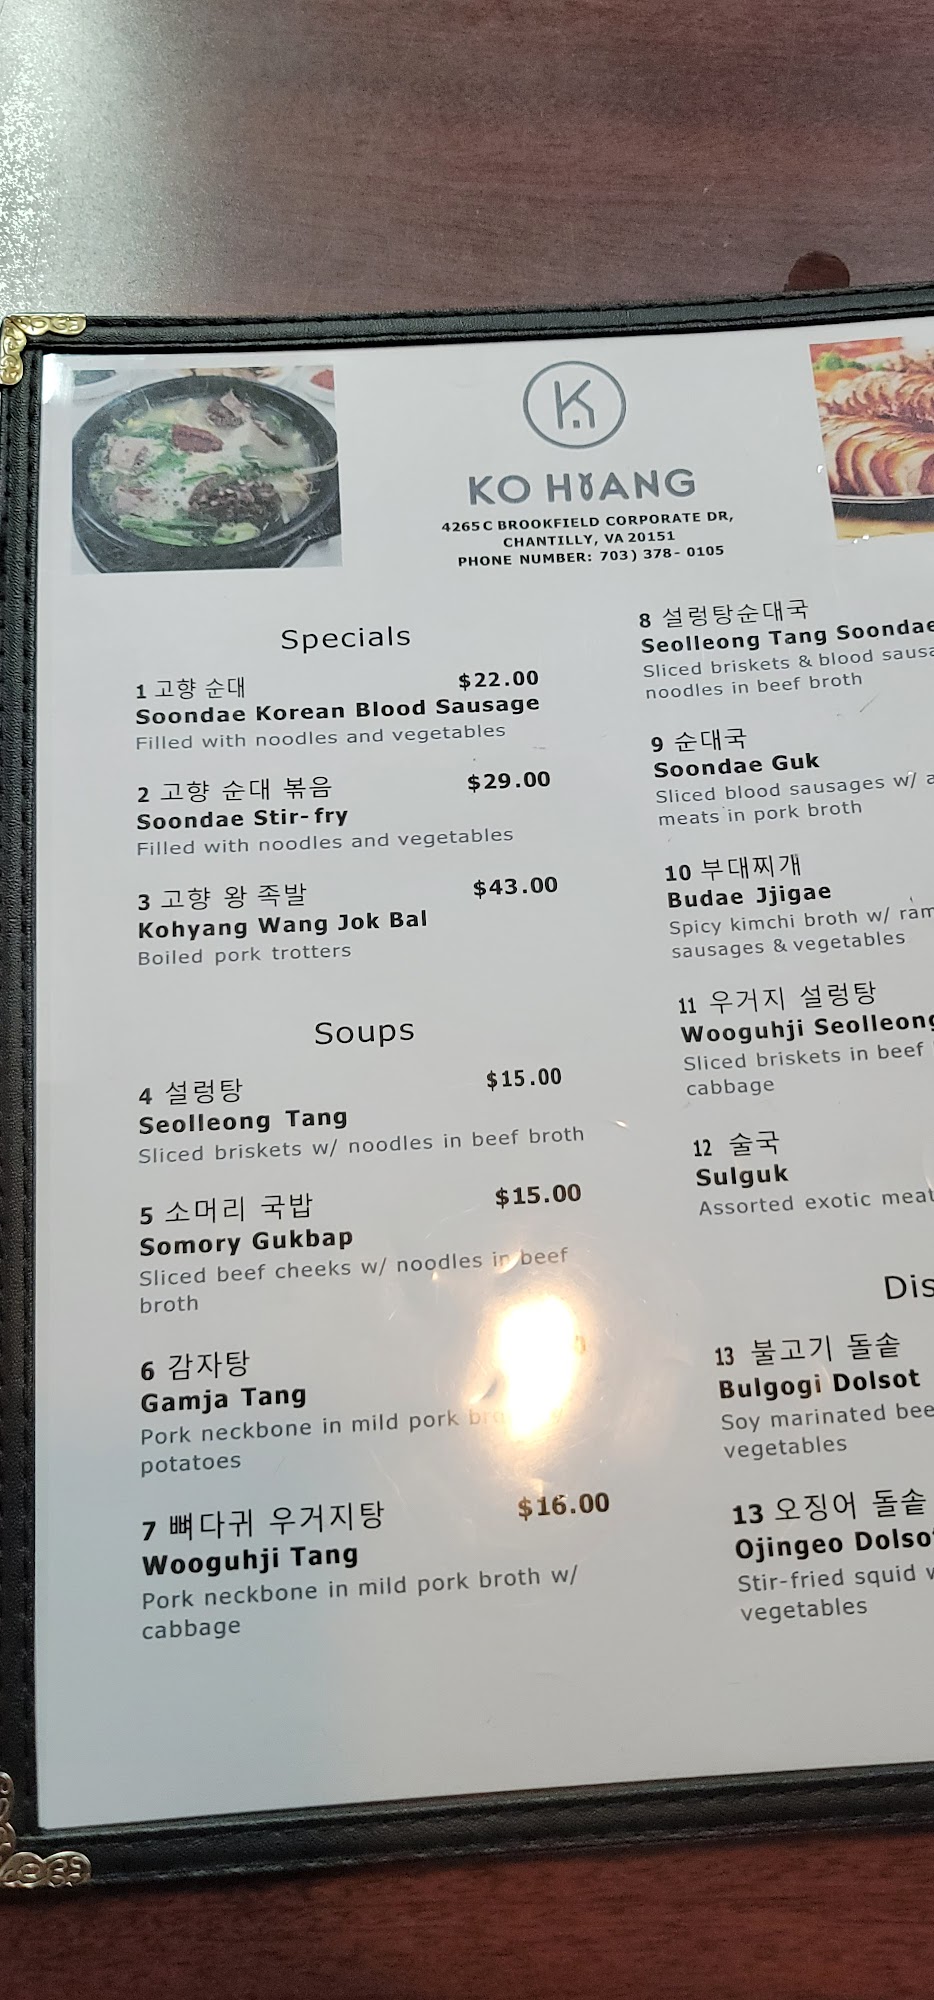 KO HYANG
4265C BROOKFIELD CORPORATE DR,
CHANTILLY, VA 20151
PHONE NUMBER: 703) 378- 0105
Specials
1 고향 순대 $22.00
Soondae Korean Blood Sausage
Filled with noodles and vegetables
2 고향 순대 볶음 $29.00
Soondae Stir-fry
Filled with noodles and vegetables
3 고향 왕 족발 $43.00
Kohyang Wang Jok Bal
Boiled pork trotters
Soups
4 설렁탕 $15.00
Seolleong Tang
Sliced briskets w/ noodles in beef broth
5 소머리 국밥 $15.00
Somory Gukbap
Sliced beef cheeks w/ noodles in beef
broth
6 감자탕
Gamja Tang
Pork neckbone in mild pork
potatoes
7 뼈다귀 우거지탕 $16.00
Wooguhji Tang
Pork neckbone in mild pork broth w/
cabbage
8 설렁탕순대국
Seolleong Tang Soondae
Sliced briskets & blood
noodles in beef broth
9 순대국
Soondae Guk
Sliced blood sausages w/
meats in pork broth
10 부대찌개
Budae Jjigae
Spicy kimchi broth w/
sausages & vegetables
11 우거지 설렁탕
Wooguhji Seolleong
Sliced briskets in beef
cabbage
12 술국
Sulguk
Assorted exotic
13 불고기 돌솥
Bulgogi Dolsot
Soy marinated
vegetables
13 오징어 돌솥
Ojingeo
Stir-fried squid
vegetables